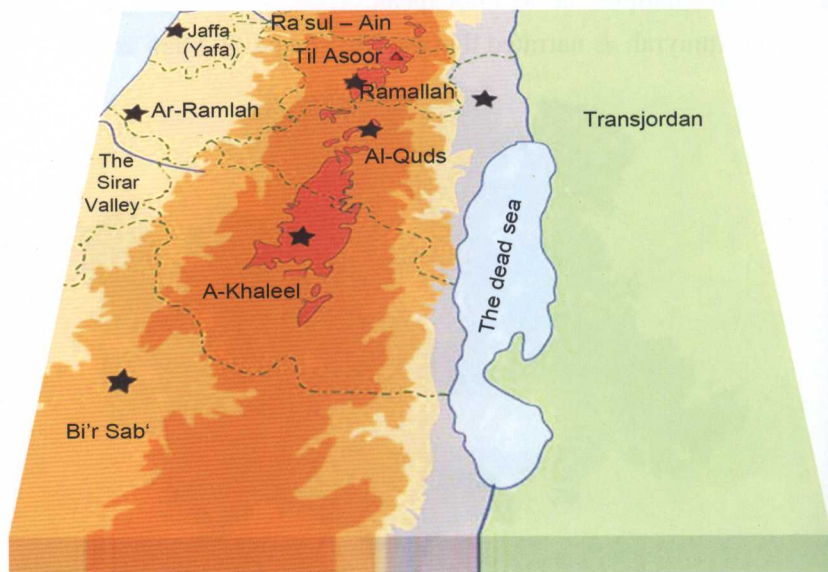 Ra'sul – Ain
Jaffa
(Yafa)
Til Asoor
Ramallah
Ar-Ramlah
Transjordan
Al-Quds
The
Sirar
Valley
The dead sea
A-Khaleel
Bi'r Sab‘